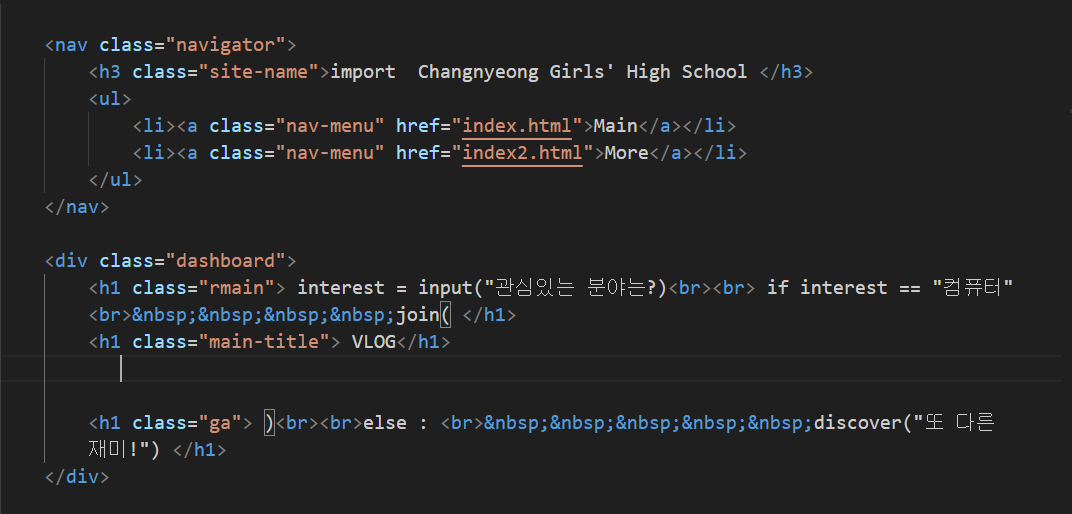 <nav class="navigator">
<h3 class="site-name">import  Changnyeong Girls' High School </h3>
<ul>
<li><a class="nav-menu" href="index.html">Main</a></li>
<li><a class="nav-menu" href="index2.html">More</a></li>
</ul>
</nav>
<div class="dashboard">
<h1 class="rmain"> interest = input("관심있는 분야는?)<br><br> if interest == "컴퓨터"
<br>&nbsp;&nbsp;&nbsp;&nbsp;join( </h1>
<h1 class="main-title"> VLOG</h1>
<h1 class="ga"> )<br><br>else : <br>&nbsp;&nbsp;&nbsp;&nbsp;&nbsp;discover("또 다른
재미!") </h1>
</div>